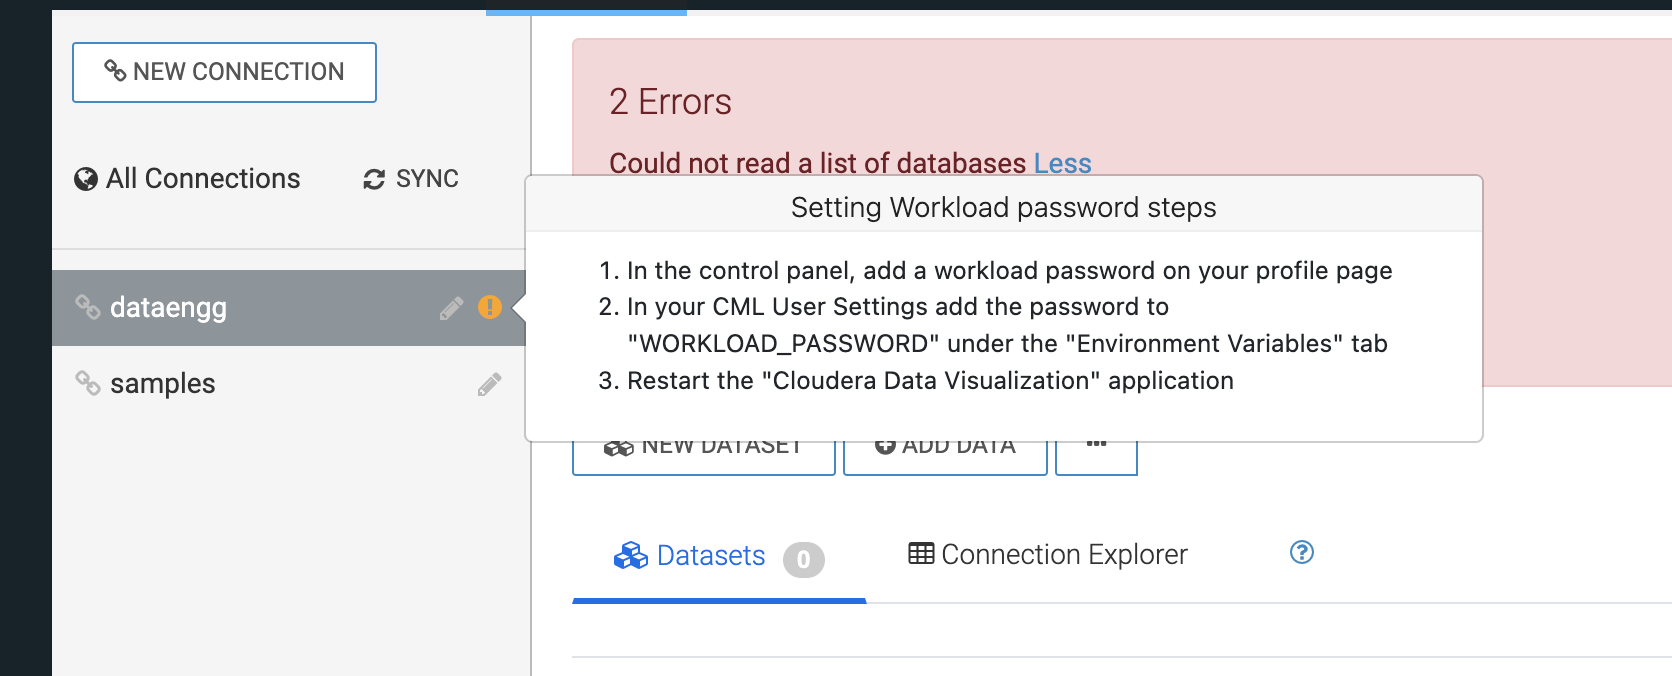 NEW CONNECTION
All Connections
SYNC
dataengg
samples
2 Errors
Could not read a list of databases Less
Setting Workload password steps
1. In the control panel, add a workload password on your profile page
2. In your CML User Settings add the password to
"WORKLOAD_PASSWORD" under the "Environment Variables" tab
3. Restart the "Cloudera Data Visualization" application
NEW DATASET
ADD DATA
Datasets 0
Connection Explorer